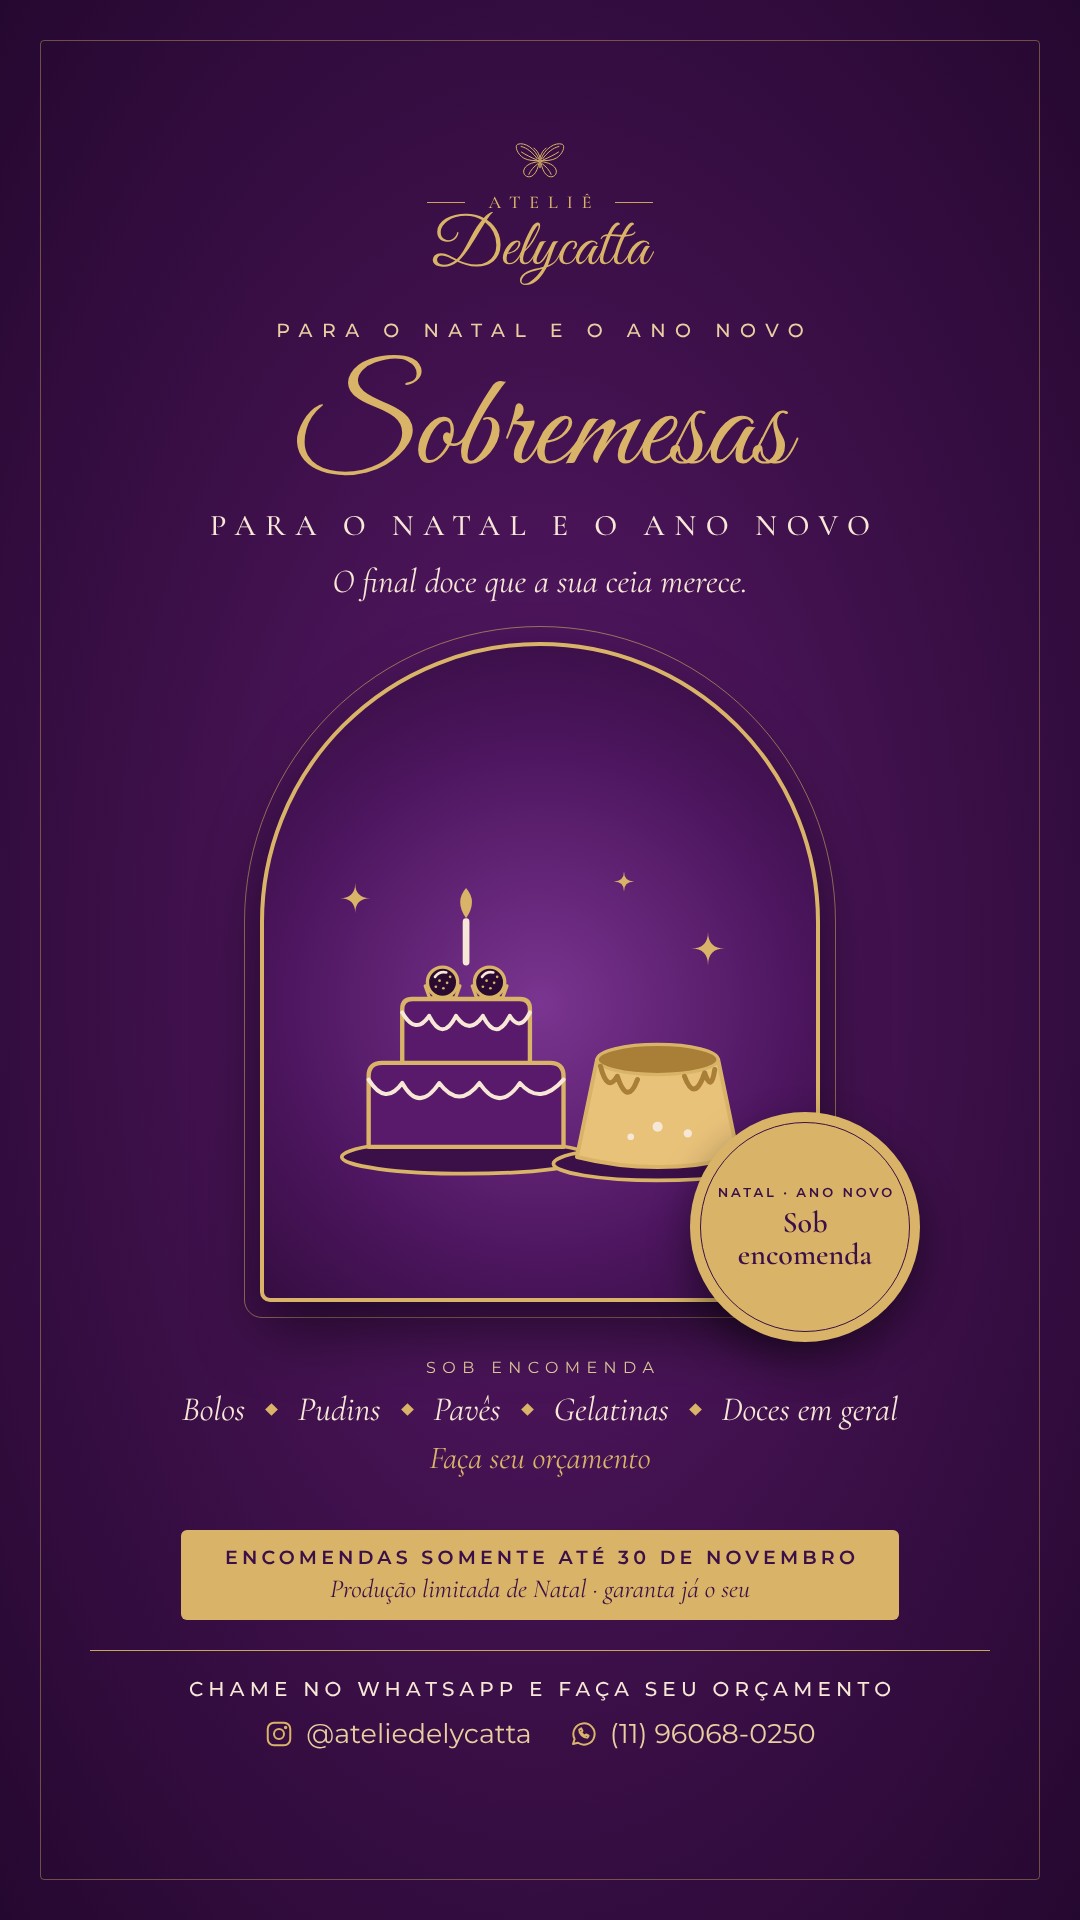 ATELIÊ
Delycatta
PARA O NATAL E O ANO NOVO
Sobremesas
PARA O NATAL E O ANO NOVO
O final doce que a sua ceia merece.
NATAL · ANO NOVO
Sob
encomenda
SOB ENCOMENDA
Bolos ◆ Pudins ◆ Pavês ◆ Gelatinas ◆ Doces em geral
Faça seu orçamento
ENCOMENDAS SOMENTE ATÉ 30 DE NOVEMBRO
Produção limitada de Natal · garanta já o seu
CHAME NO WHATSAPP E FAÇA SEU ORÇAMENTO
@ateliedelycatta (11) 96068-0250